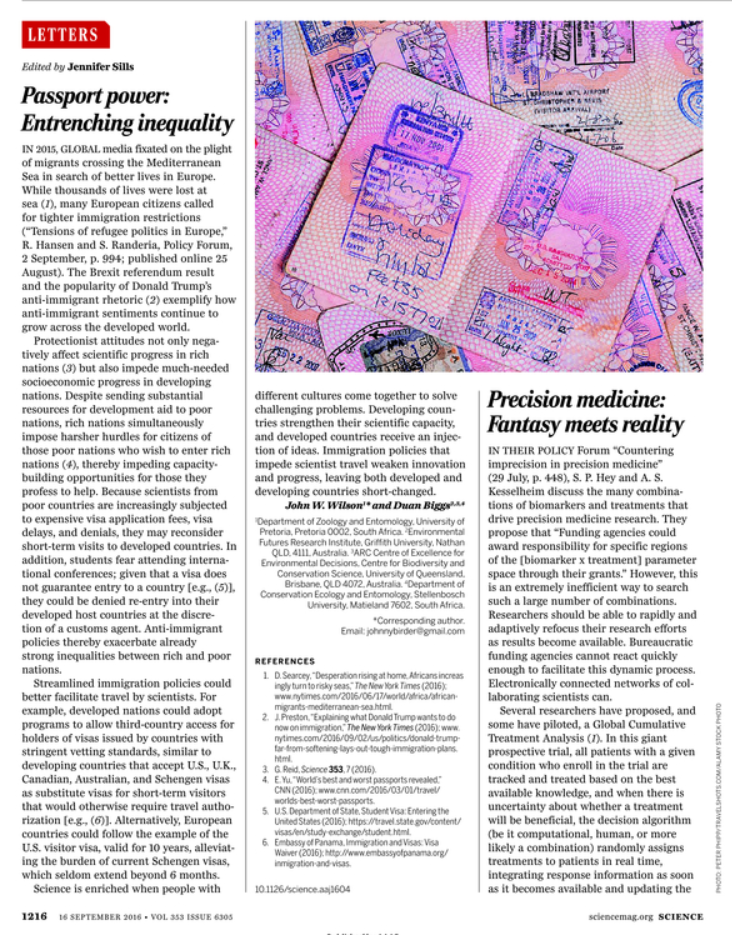 LETTERS
Edited by Jennifer Sills
Passport power:
Entrenching inequality
IN 2015, GLOBAL media fixated on the plight
of migrants crossing the Mediterranean
Sea in search of better lives in Europe.
While thousands of lives were lost at
sea (1), many European citizens called
for tighter immigration restrictions
("Tensions of refugee politics in Europe,"
R. Hansen and S. Randeria, Policy Forum,
2 September, p. 994; published online 25
August). The Brexit referendum result
and the popularity of Donald Trump's
anti-immigrant rhetoric (2) exemplify how
anti-immigrant sentiments continue to
grow across the developed world.
Protectionist attitudes not only nega-
tively affect scientific progress in rich
nations (3) but also impede much-needed
socioeconomic progress in developing
nations. Despite sending substantial
resources for development aid to poor
nations, rich nations simultaneously
impose harsher hurdles for citizens of
those poor nations who wish to enter rich
nations (4), thereby impeding capacity-
building opportunities for those they
profess to help. Because scientists from
poor countries are increasingly subjected
to expensive visa application fees, visa
delays, and denials, they may reconsider
short-term visits to developed countries. In
addition, students fear attending interna-
tional conferences; given that a visa does
not guarantee entry to a country [e.g., (5)],
they could be denied re-entry into their
developed host countries at the discre-
tion of a customs agent. Anti-immigrant
policies thereby exacerbate already
strong inequalities between rich and poor
nations.
Streamlined immigration policies could
better facilitate travel by scientists. For
example, developed nations could adopt
programs to allow third-country access for
holders of visas issued by countries with
stringent vetting standards, similar to
developing countries that accept U.S., U.K.,
Canadian, Australian, and Schengen visas
as substitute visas for short-term visitors
that would otherwise require travel autho-
rization [e.g., (6)]. Alternatively, European
countries could follow the example of the
U.S. visitor visa, valid for 10 years, alleviat-
ing the burden of current Schengen visas,
which seldom extend beyond 6 months.
Science is enriched when people with
BRADSHAW INT'L AIRPORT
ST. CHRISTOPHER & NEVIS
(VISITOR ARRIVAL)
11 NOV 2001
different cultures come together to solve
challenging problems. Developing coun-
tries strengthen their scientific capacity,
and developed countries receive an injec-
tion of ideas. Immigration policies that
impede scientist travel weaken innovation
and progress, leaving both developed and
developing countries short-changed.
John W. Wilson¹* and Duan Biggs²,³,⁴
¹Department of Zoology and Entomology, University of
Pretoria, Pretoria 0002, South Africa. ²Environmental
Futures Research Institute, Griffith University, Nathan
QLD, 4111, Australia. ³ARC Centre of Excellence for
Environmental Decisions, Centre for Biodiversity and
Conservation Science, University of Queensland,
Brisbane, QLD 4072, Australia. ⁴Department of
Conservation Ecology and Entomology, Stellenbosch
University, Matieland 7602, South Africa.
*Corresponding author.
Email: johnnybirder@gmail.com
REFERENCES
1. D. Searcey, "Desperation rising at home, Africans increas
ingly turn to risky seas," The New York Times (2016);
www.nytimes.com/2016/06/17/world/africa/african-
migrants-mediterranean-sea.html.
2. J. Preston, "Explaining what Donald Trump wants to do
now on immigration," The New York Times (2016); www.
nytimes.com/2016/09/02/us/politics/donald-trump-
far-from-softening-lays-out-tough-immigration-plans.
html.
3. G. Reid, Science 353, 7 (2016).
4. E. Yu, "World's best and worst passports revealed,"
CNN (2016); www.cnn.com/2016/03/01/travel/
worlds-best-worst-passports.
5. U.S. Department of State, Student Visa: Entering the
United States (2016); https://travel.state.gov/content/
visas/en/study-exchange/student.html.
6. Embassy of Panama, Immigration and Visas: Visa
Waiver (2016); http://www.embassyofpanama.org/
inmigration-and-visas.
10.1126/science.aaj1604
Precision medicine:
Fantasy meets reality
IN THEIR POLICY Forum "Countering
imprecision in precision medicine"
(29 July, p. 448), S. P. Hey and A. S.
Kesselheim discuss the many combina-
tions of biomarkers and treatments that
drive precision medicine research. They
propose that "Funding agencies could
award responsibility for specific regions
of the [biomarker x treatment] parameter
space through their grants." However, this
is an extremely inefficient way to search
such a large number of combinations.
Researchers should be able to rapidly and
adaptively refocus their research efforts
as results become available. Bureaucratic
funding agencies cannot react quickly
enough to facilitate this dynamic process.
Electronically connected networks of col-
laborating scientists can.
Several researchers have proposed, and
some have piloted, a Global Cumulative
Treatment Analysis (1). In this giant
prospective trial, all patients with a given
condition who enroll in the trial are
tracked and treated based on the best
available knowledge, and when there is
uncertainty about whether a treatment
will be beneficial, the decision algorithm
(be it computational, human, or more
likely a combination) randomly assigns
treatments to patients in real time,
integrating response information as soon
as it becomes available and updating the
PHOTO: PETER PHIPP/TRAVELSHOTS.COM/ALAMY STOCK PHOTO
1216 16 SEPTEMBER 2016 • VOL 353 ISSUE 6305
sciencemag.org SCIENCE